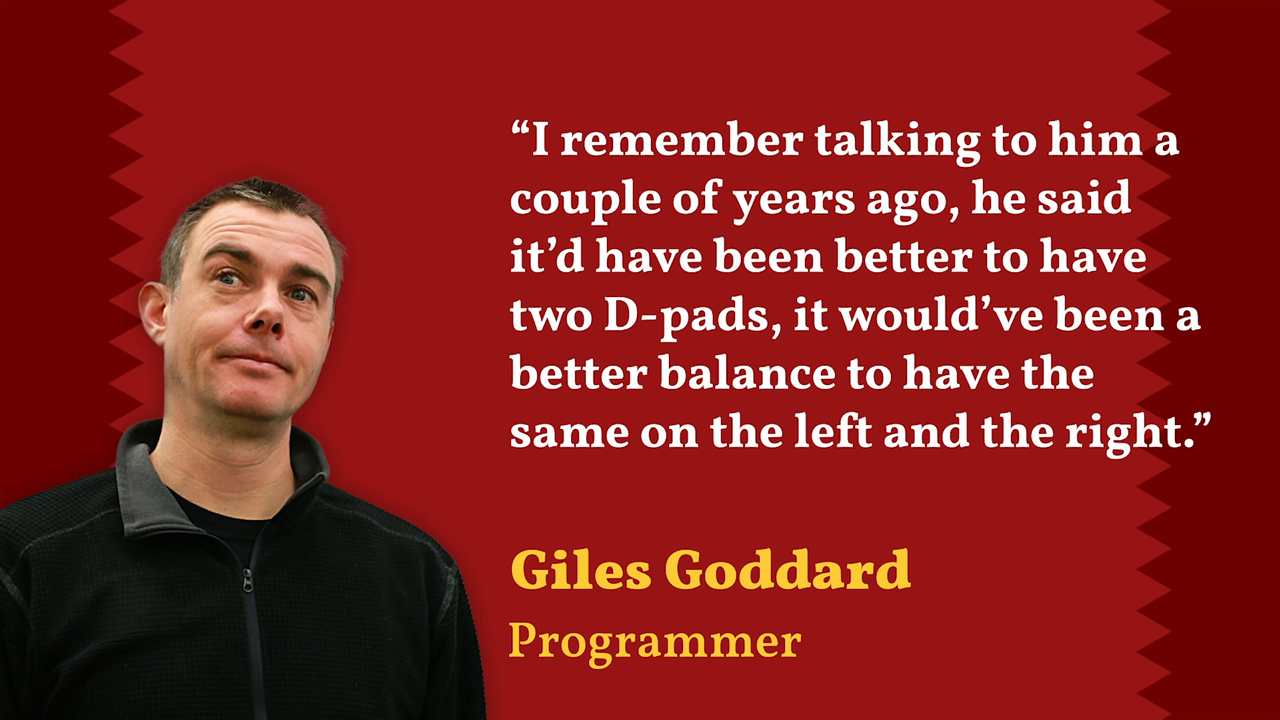 “I remember talking to him a
couple of years ago, he said
it’d have been better to have
two D-pads, it would’ve been a
better balance to have the
same on the left and the right.”
Giles Goddard
Programmer